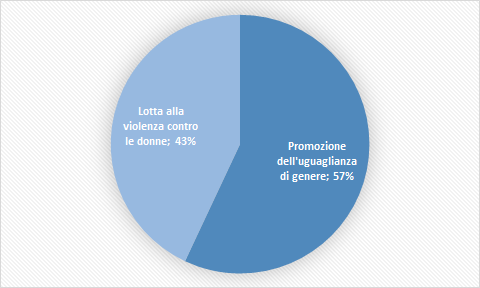 Lotta alla
violenza contro
le donne; 43%
Promozione
dell'uguaglianza
di genere; 57%